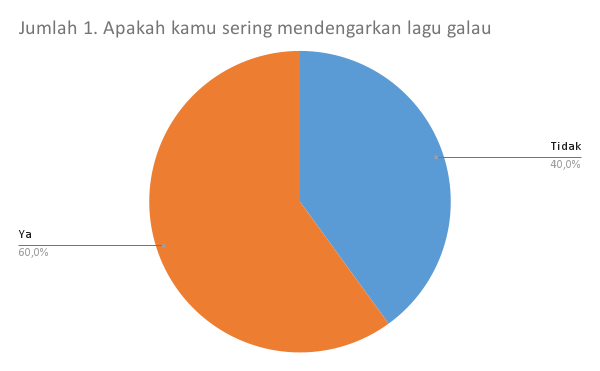 Jumlah 1. Apakah kamu sering mendengarkan lagu galau
Tidak
40,0%
Ya
60,0%